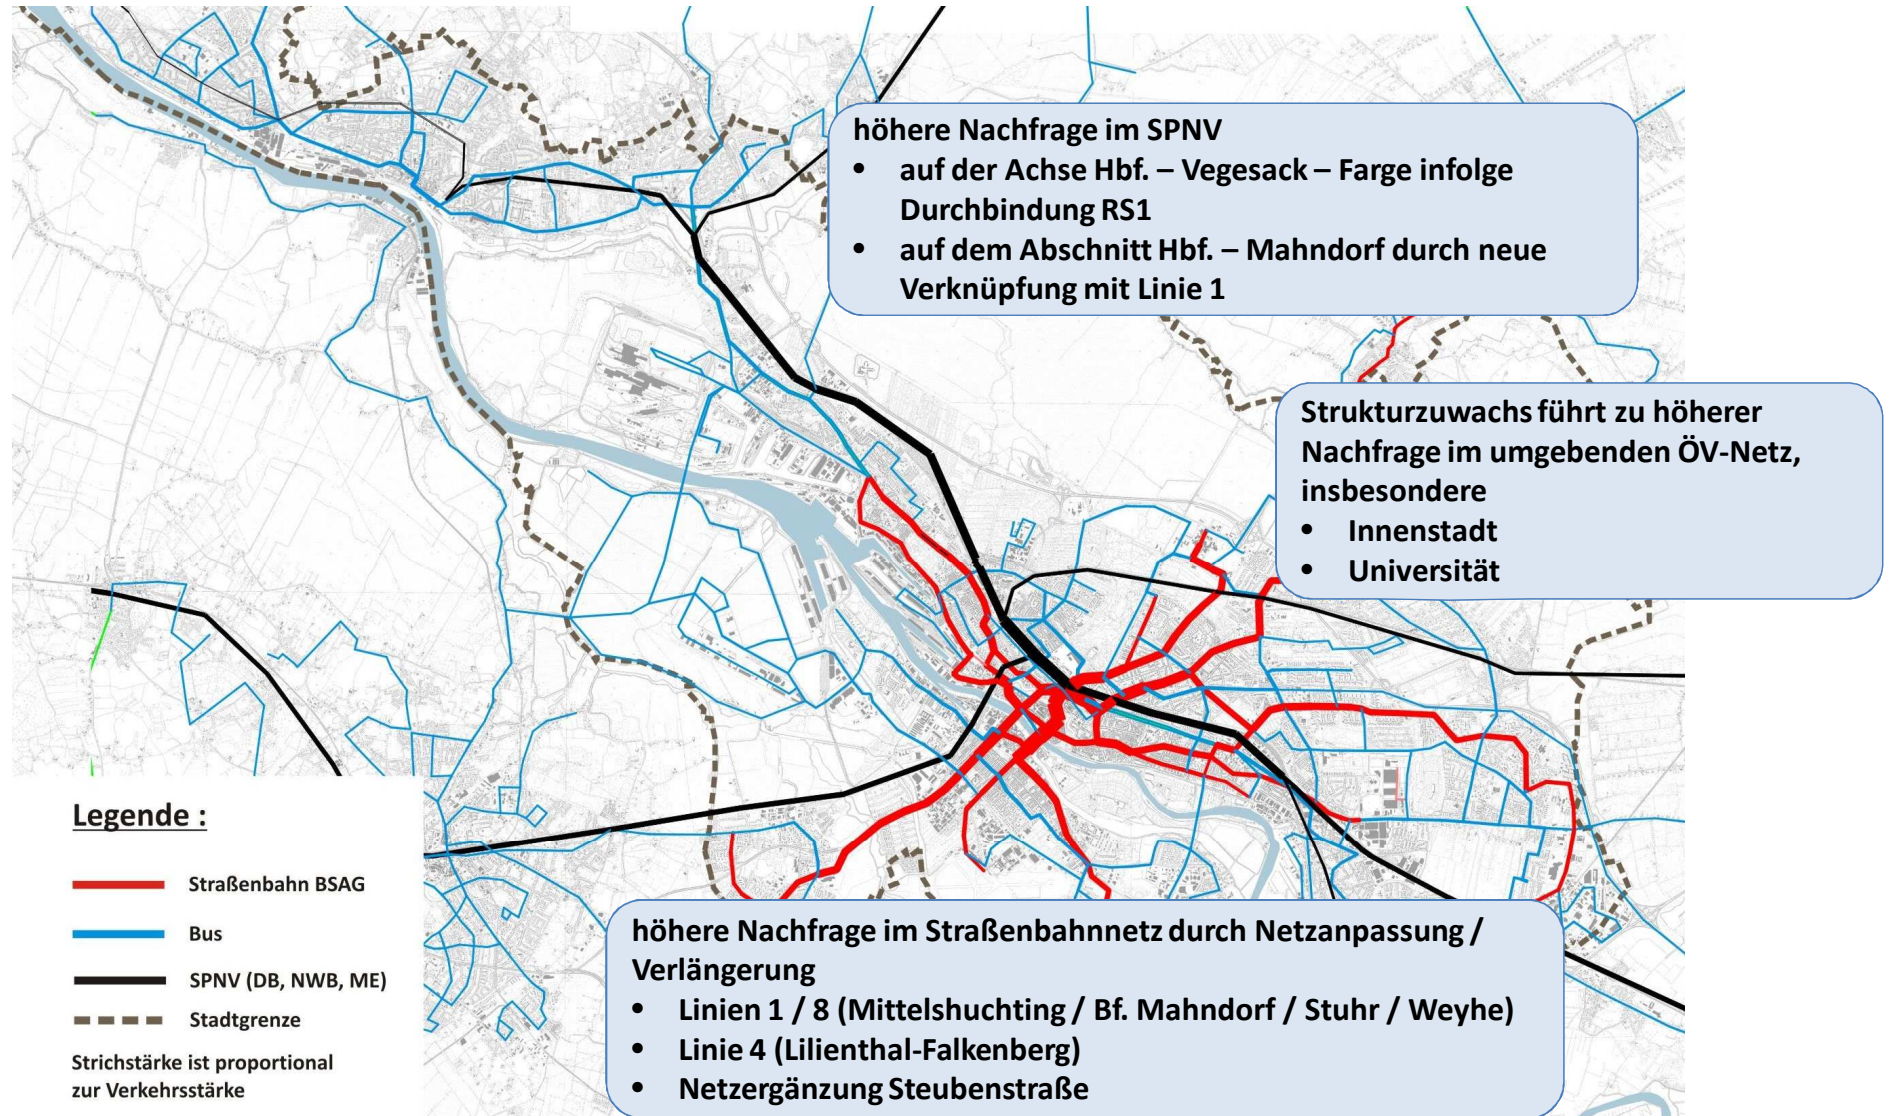 höhere Nachfrage im SPNV
• auf der Achse Hbf. – Vegesack – Farge infolge
Durchbindung RS1
• auf dem Abschnitt Hbf. – Mahndorf durch neue
Verknüpfung mit Linie 1
Strukturzuwachs führt zu höherer
Nachfrage im umgebenden ÖV-Netz,
insbesondere
• Innenstadt
• Universität
Legende :
Straßenbahn BSAG
Bus
SPNV (DB, NWB, ME)
Stadtgrenze
Strichstärke ist proportional
zur Verkehrsstärke
höhere Nachfrage im Straßenbahnnetz durch Netzanpassung /
Verlängerung
• Linien 1 / 8 (Mittelshuchting / Bf. Mahndorf / Stuhr / Weyhe)
• Linie 4 (Lilienthal-Falkenberg)
• Netzergänzung Steubenstraße